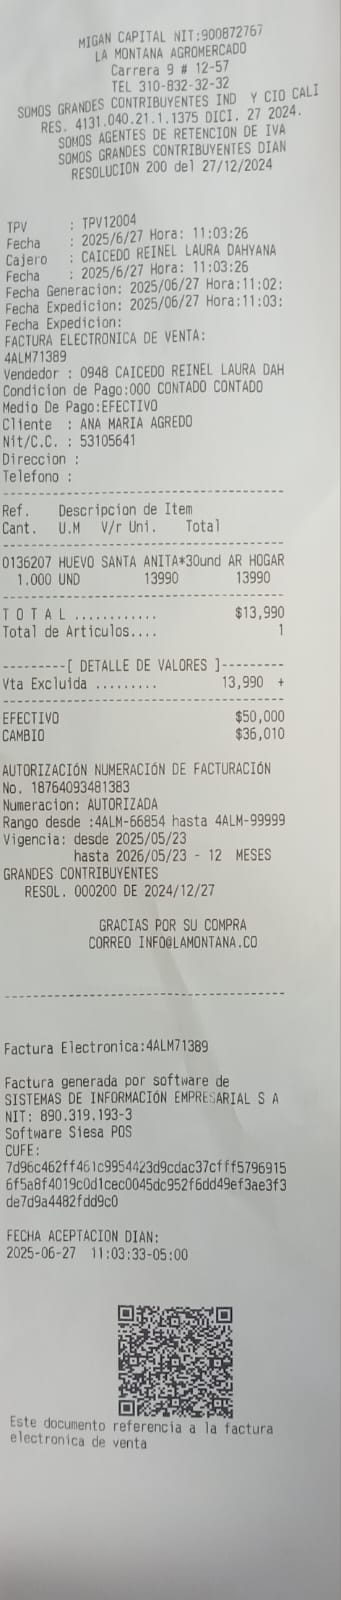 MIGAN CAPITAL NIT:900872767
LA MONTANA AGROMERCADO
Carrera 9 # 12-57
TEL 310-832-32-32
SOMOS GRANDES CONTRIBUYENTES IND Y CIO CALI
RES. 4131.040.21.1.1375 DICI. 27 2024.
SOMOS AGENTES DE RETENCION DE IVA
SOMOS GRANDES CONTRIBUYENTES DIAN
RESOLUCION 200 del 27/12/2024
TPV : TPV12004
Fecha : 2025/6/27 Hora: 11:03:26
Cajero : CAICEDO REINEL LAURA DAHYANA
Fecha : 2025/6/27 Hora: 11:03:26
Fecha Generacion: 2025/06/27 Hora:11:02:
Fecha Expedicion: 2025/06/27 Hora:11:03:
Fecha Expedicion:
FACTURA ELECTRONICA DE VENTA:
4ALM71389
Vendedor : 0948 CAICEDO REINEL LAURA DAH
Condicion de Pago:000 CONTADO CONTADO
Medio De Pago:EFECTIVO
Cliente : ANA MARIA AGREDO
Nit/C.C. : 53105641
Direccion :
Telefono :
--------------------------------
Ref. Descripcion de Item
Cant. U.M V/r Uni. Total
--------------------------------
0136207 HUEVO SANTA ANITA*30und AR HOGAR
1.000 UND 13990 13990
--------------------------------
T O T A L ............ $13,990
Total de Articulos.... 1
---------[ DETALLE DE VALORES ]---------
Vta Excluida ......... 13,990 +
--------------------------------
EFECTIVO $50,000
CAMBIO $36,010
AUTORIZACIÓN NUMERACIÓN DE FACTURACIÓN
No. 18764093481383
Numeracion: AUTORIZADA
Rango desde :4ALM-66854 hasta 4ALM-99999
Vigencia: desde 2025/05/23
hasta 2026/05/23 - 12 MESES
GRANDES CONTRIBUYENTES
RESOL. 000200 DE 2024/12/27
GRACIAS POR SU COMPRA
CORREO INFO@LAMONTANA.CO
--------------------------------
Factura Electronica:4ALM71389
Factura generada por software de
SISTEMAS DE INFORMACIÓN EMPRESARIAL S A
NIT: 890.319.193-3
Software Siesa POS
CUFE:
7d96c462ff461c9954423d9cdac37cfff5796915
6f5a8f4019c0d1cec0045dc952f6dd49ef3ae3f3
de7d9a4482fdd9c0
FECHA ACEPTACION DIAN:
2025-06-27 11:03:33-05:00
Este documento referencia a la factura
electronica de venta